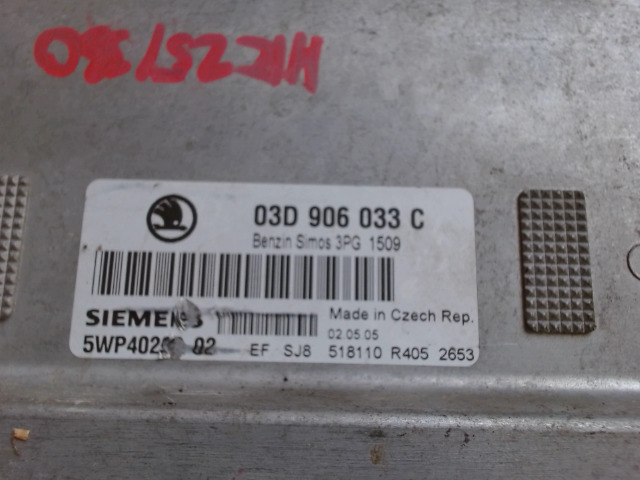 03D 906 033 C
Benzin Simos 3PG 1509
SIEMENS Made in Czech Rep.
02.05.05
02 EF SJ8 518110 R405 2653